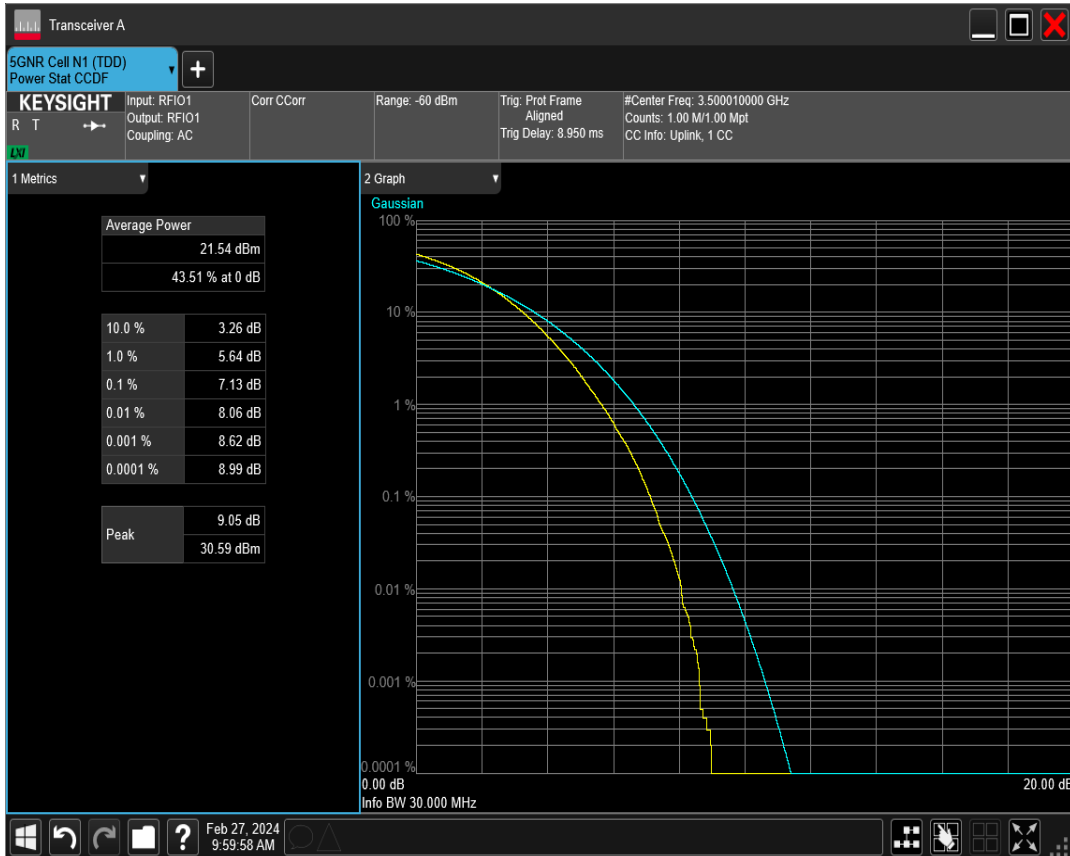 Transceiver A
5GNR Cell N1 (TDD)
Power Stat CCDF
+
KEYSIGHT
R T
LXI
Input: RFIO1
Output: RFIO1
Coupling: AC
Corr CCorr
Range: -60 dBm
Trig: Prot Frame
Aligned
Trig Delay: 8.950 ms
#Center Freq: 3.500010000 GHz
Counts: 1.00 M/1.00 Mpt
CC Info: Uplink, 1 CC
1 Metrics
Average Power
21.54 dBm
43.51 % at 0 dB
10.0 % 3.26 dB
1.0 % 5.64 dB
0.1 % 7.13 dB
0.01 % 8.06 dB
0.001 % 8.62 dB
0.0001 % 8.99 dB
Peak 9.05 dB
30.59 dBm
2 Graph
Gaussian
100 %
10 %
1 %
0.1 %
0.01 %
0.001 %
0.0001 %
0.00 dB 20.00 dB
Info BW 30.000 MHz
?
Feb 27, 2024
9:59:58 AM